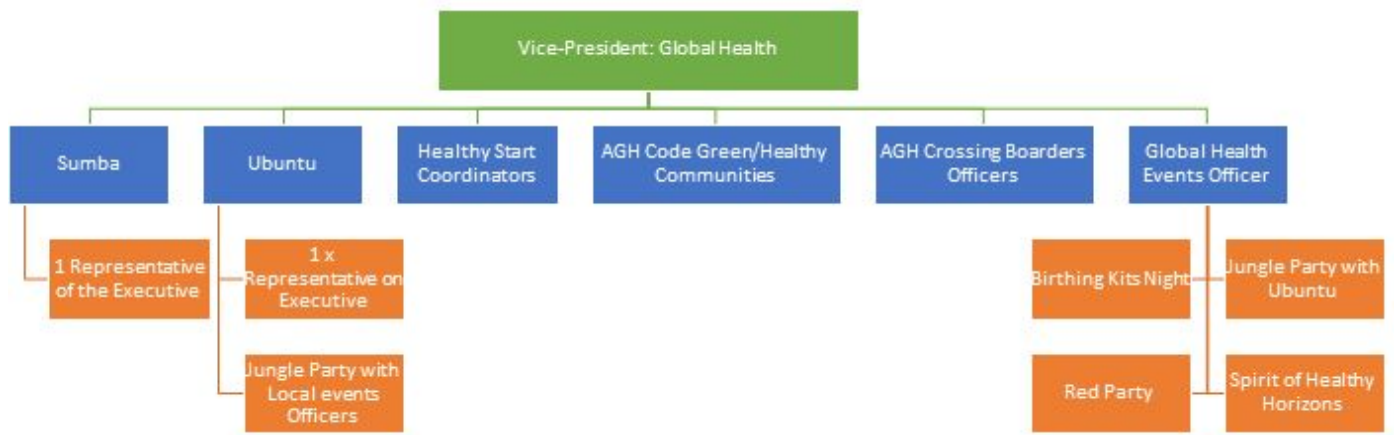 Vice-President: Global Health
Sumba
Ubuntu
Healthy Start
Coordinators
AGH Code Green/Healthy
Communities
AGH Crossing Boarders
Officers
Global Health
Events Officer
1 Representative
of the Executive
1 x
Representative on
Executive
Jungle Party with
Local events
Officers
Birthing Kits Night
Jungle Party with
Ubuntu
Red Party
Spirit of Healthy
Horizons